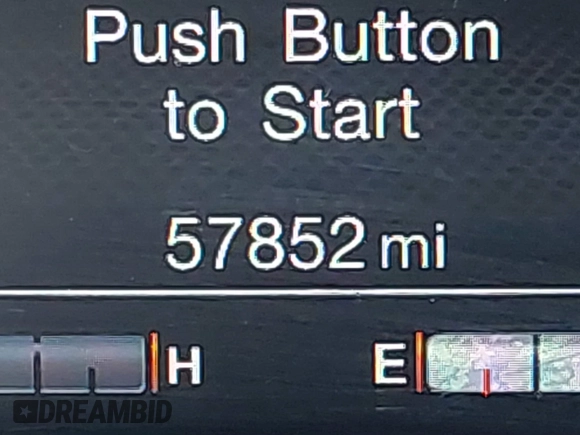 Push Button
to Start
57852 mi
H E
DREAMBID